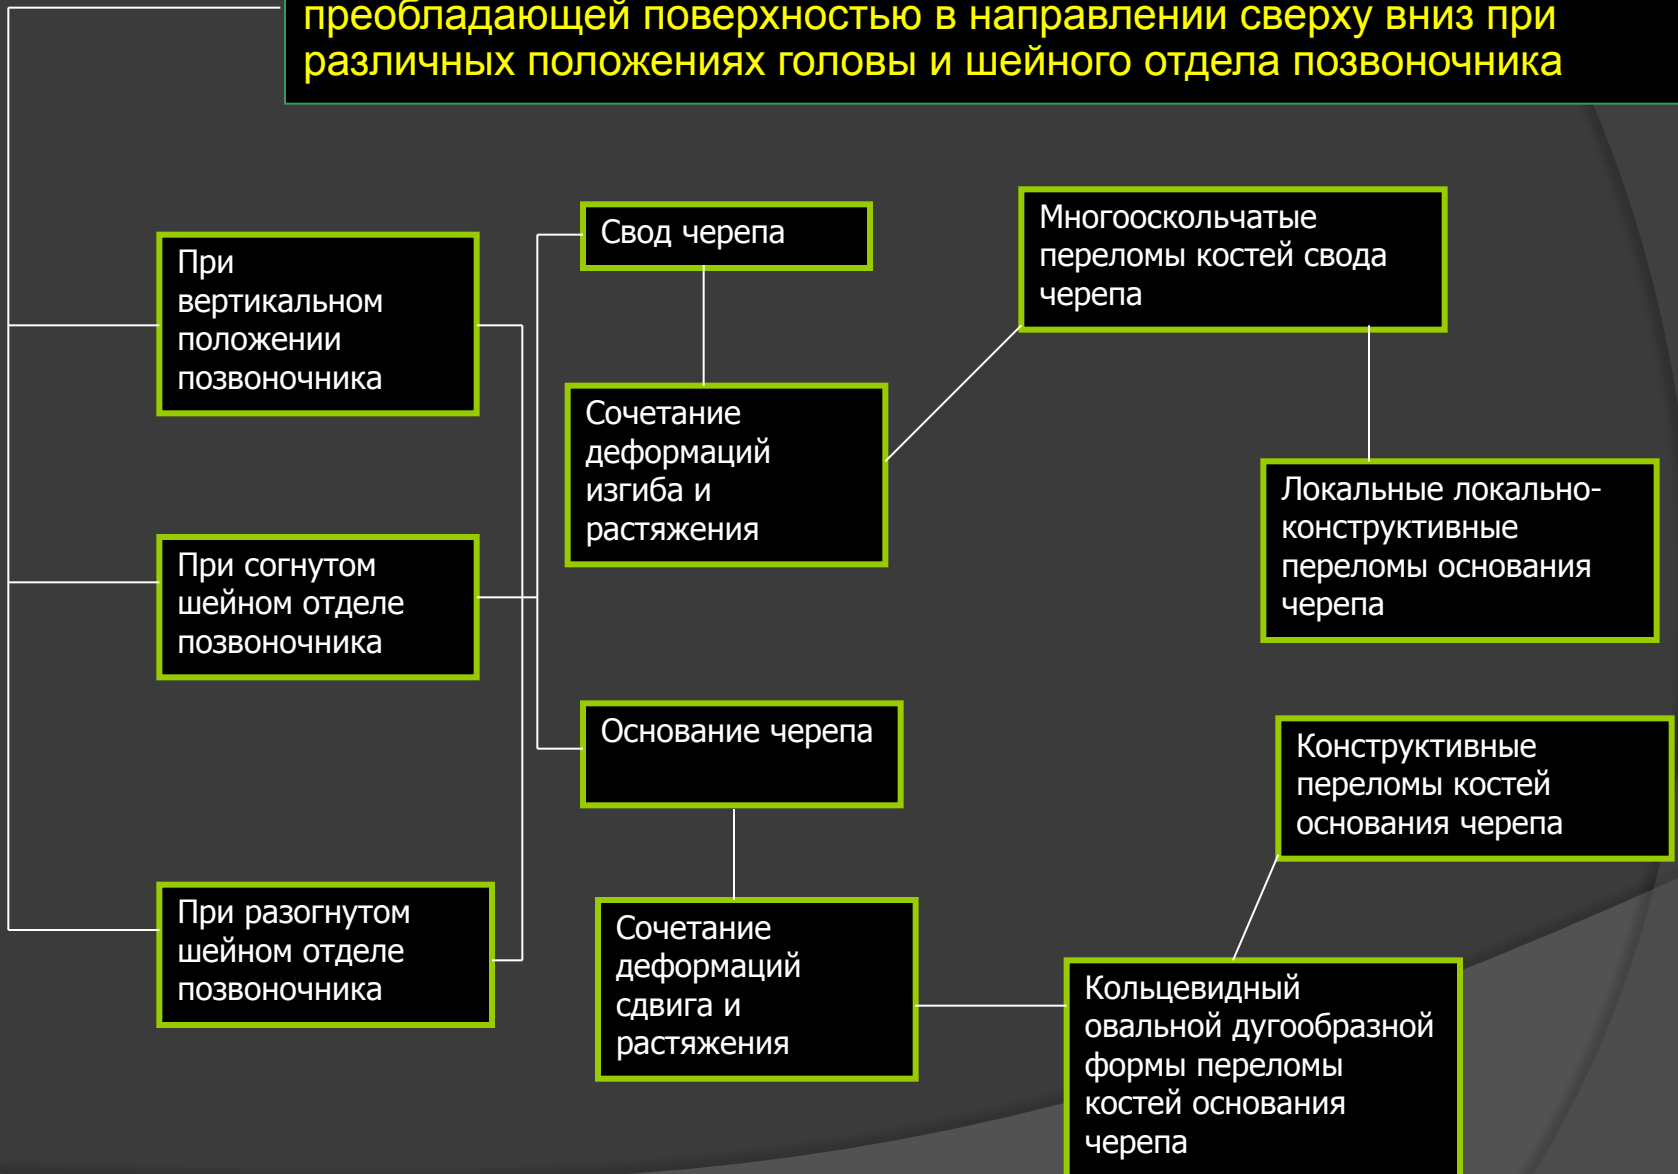 преобладающей поверхностью в направлении сверху вниз при
различных положениях головы и шейного отдела позвоночника
При
вертикальном
положении
позвоночника
При согнутом
шейном отделе
позвоночника
При разогнутом
шейном отделе
позвоночника
Свод черепа
Сочетание
деформаций
изгиба и
растяжения
Многооскольчатые
переломы костей свода
черепа
Локальные локально-
конструктивные
переломы основания
черепа
Основание черепа
Сочетание
деформаций
сдвига и
растяжения
Кольцевидный
овальной дугообразной
формы переломы
костей основания
черепа
Конструктивные
переломы костей
основания черепа